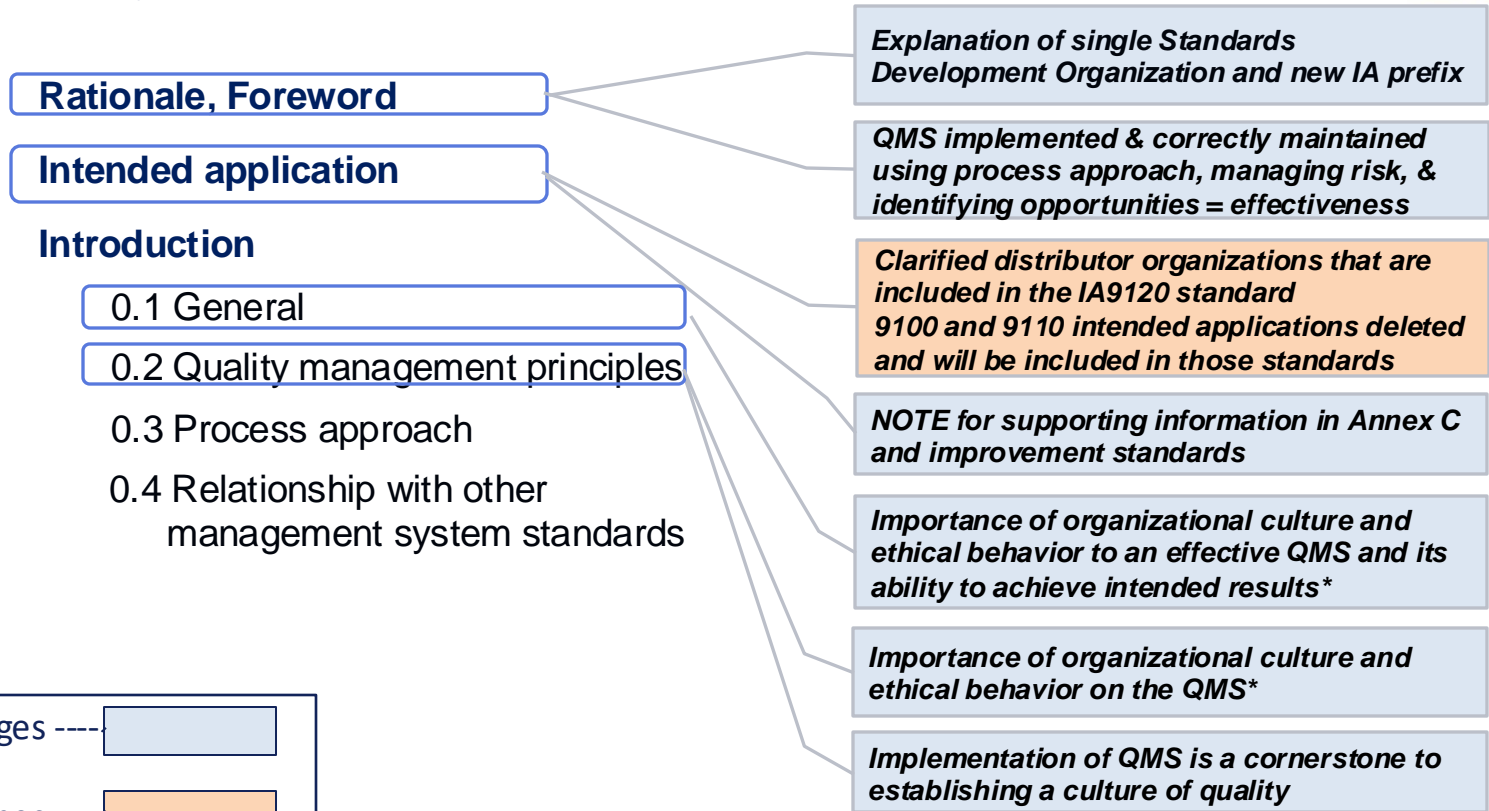 Rationale, Foreword
Intended application
Introduction
0.1 General
0.2 Quality management principles
0.3 Process approach
0.4 Relationship with other
management system standards
Explanation of single Standards
Development Organization and new IA prefix
QMS implemented & correctly maintained
using process approach, managing risk, &
identifying opportunities = effectiveness
Clarified distributor organizations that are
included in the IA9120 standard
9100 and 9110 intended applications deleted
and will be included in those standards
NOTE for supporting information in Annex C
and improvement standards
Importance of organizational culture and
ethical behavior to an effective QMS and its
ability to achieve intended results*
Importance of organizational culture and
ethical behavior on the QMS*
Implementation of QMS is a cornerstone to
establishing a culture of quality